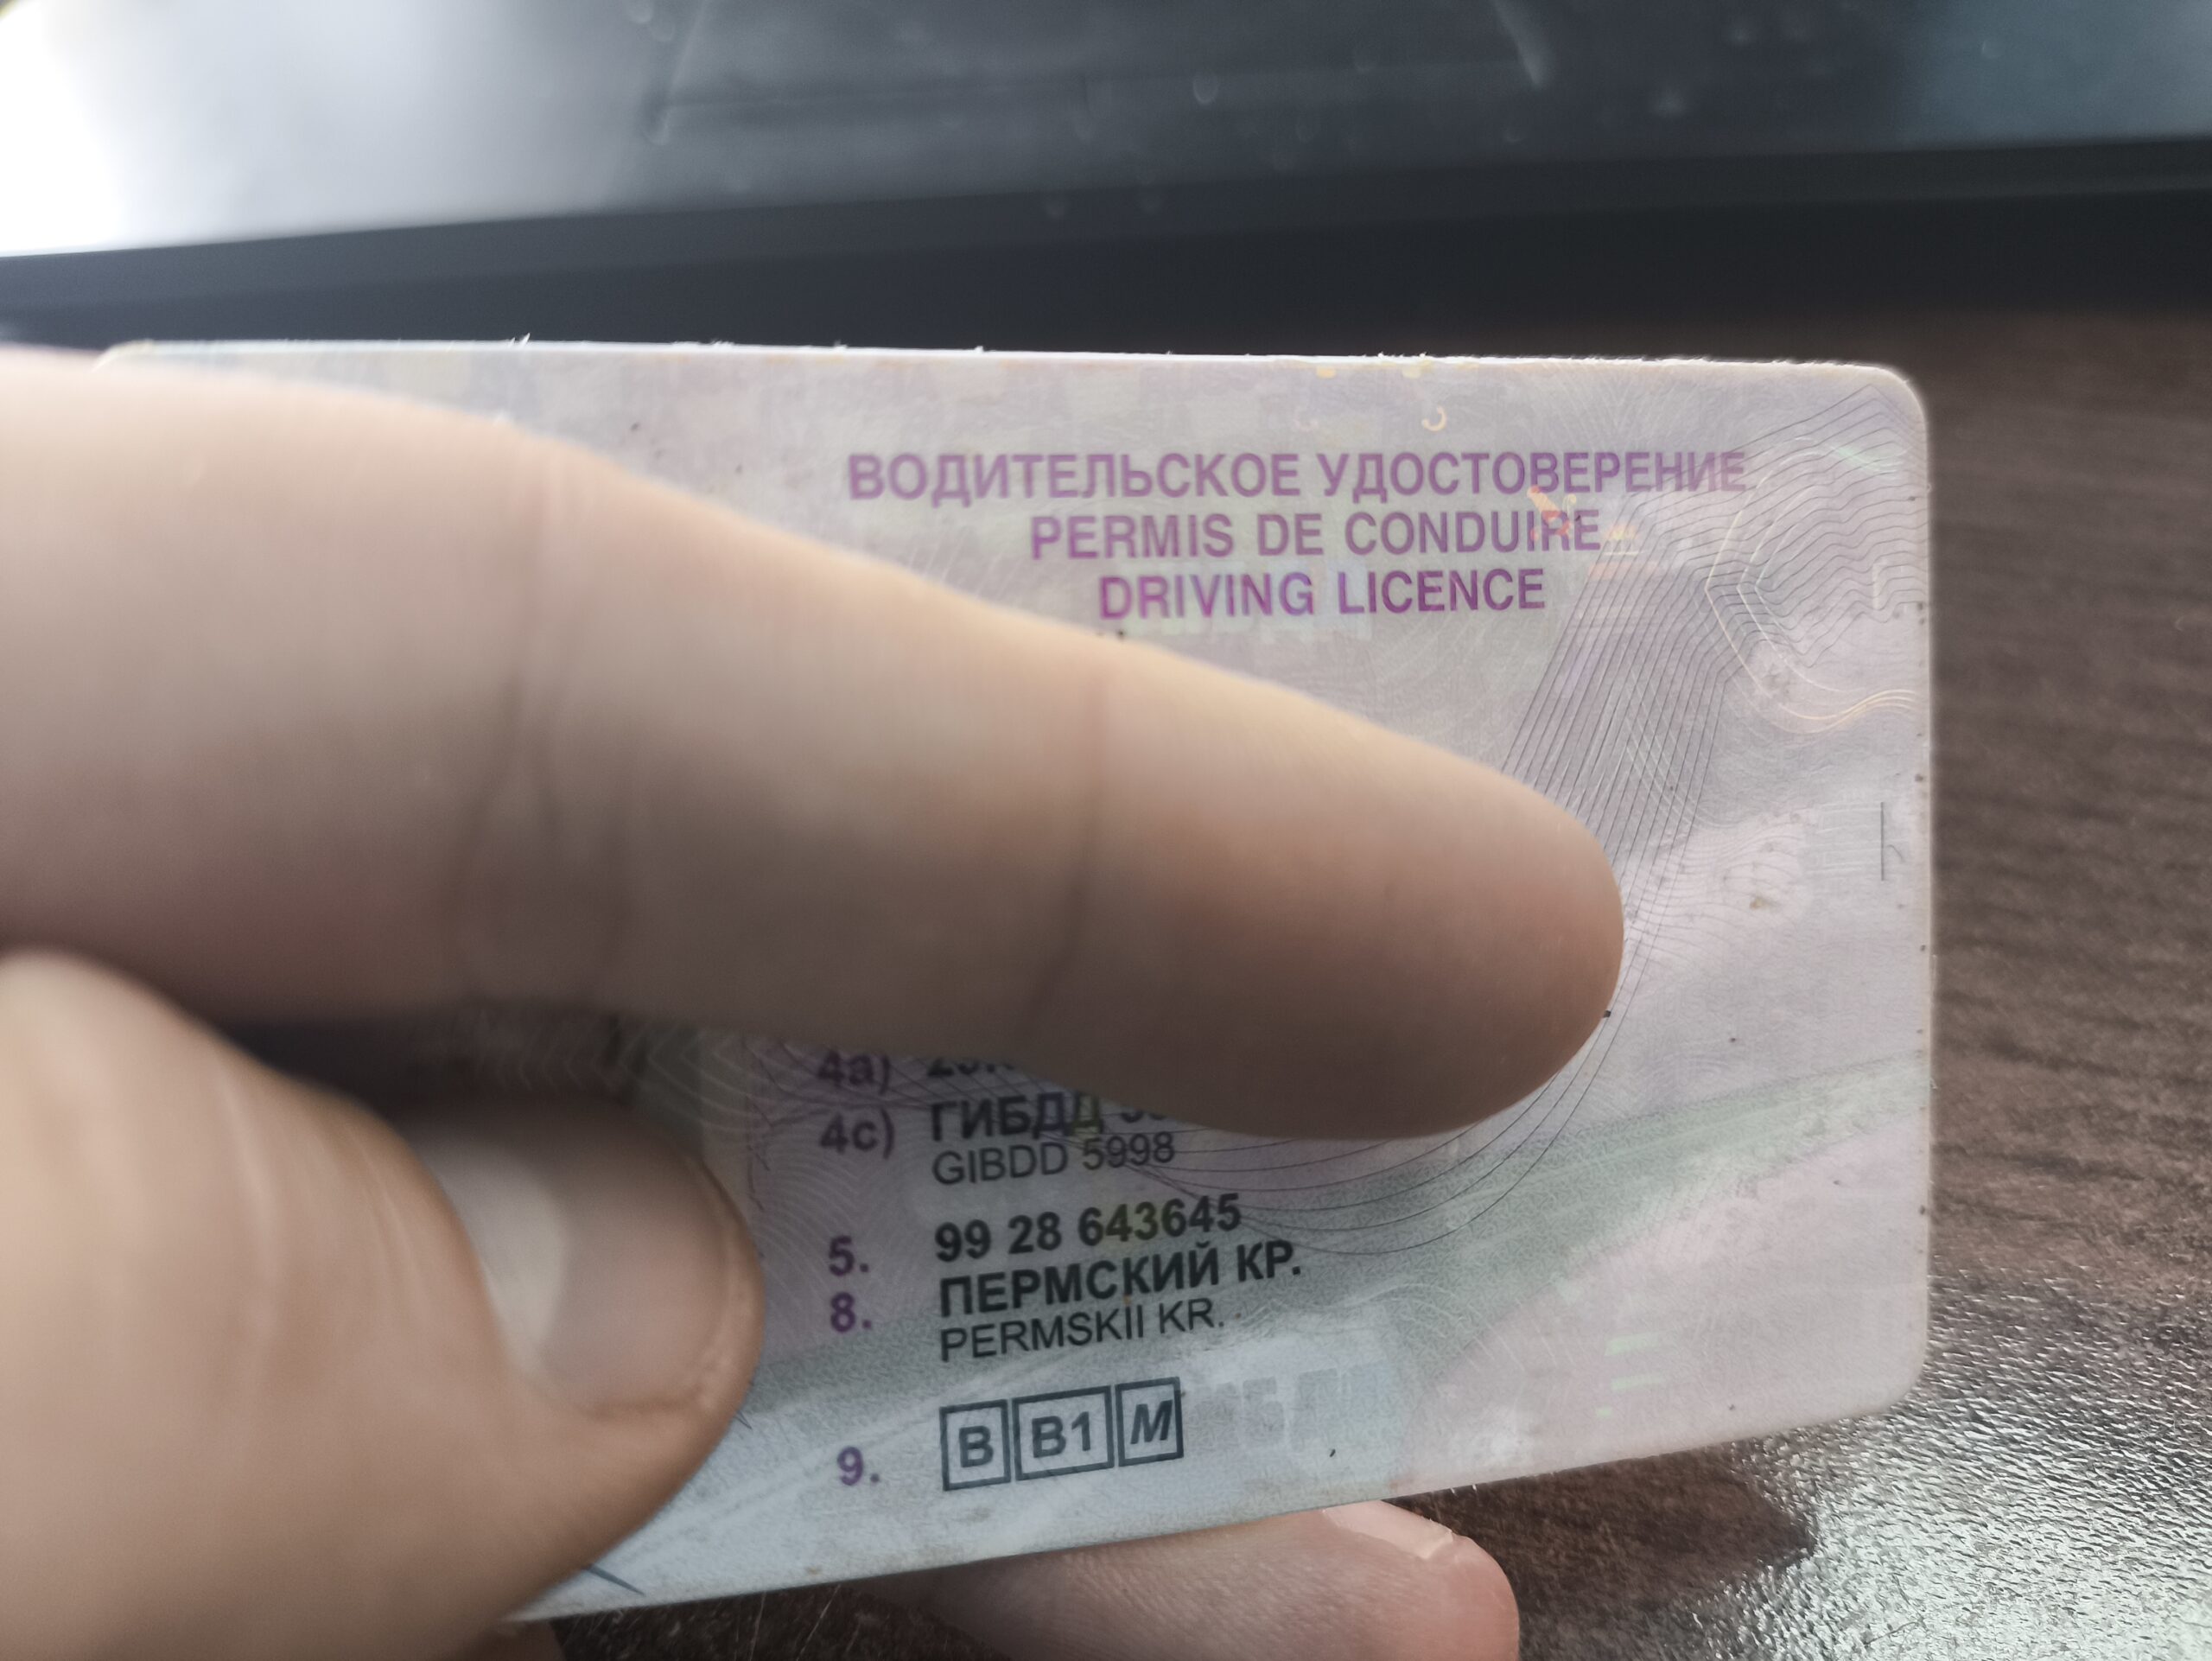 ВОДИТЕЛЬСКОЕ УДОСТОВЕРЕНИЕ
PERMIS DE CONDUIRE
DRIVING LICENCE
4a)
4c) ГИБДД
GIBDD 5998
5. 99 28 643645
8. ПЕРМСКИЙ КР.
PERMSKII KR.
9. B B1 M